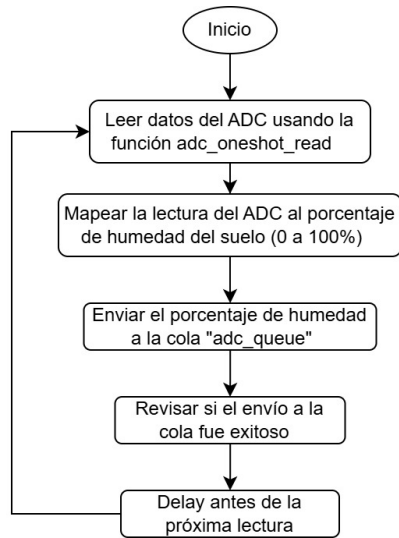 Inicio
Leer datos del ADC usando la
función adc_oneshot_read
Mapear la lectura del ADC al porcentaje
de humedad del suelo (0 a 100%)
Enviar el porcentaje de humedad
a la cola "adc_queue"
Revisar si el envío a la
cola fue exitoso
Delay antes de la
próxima lectura